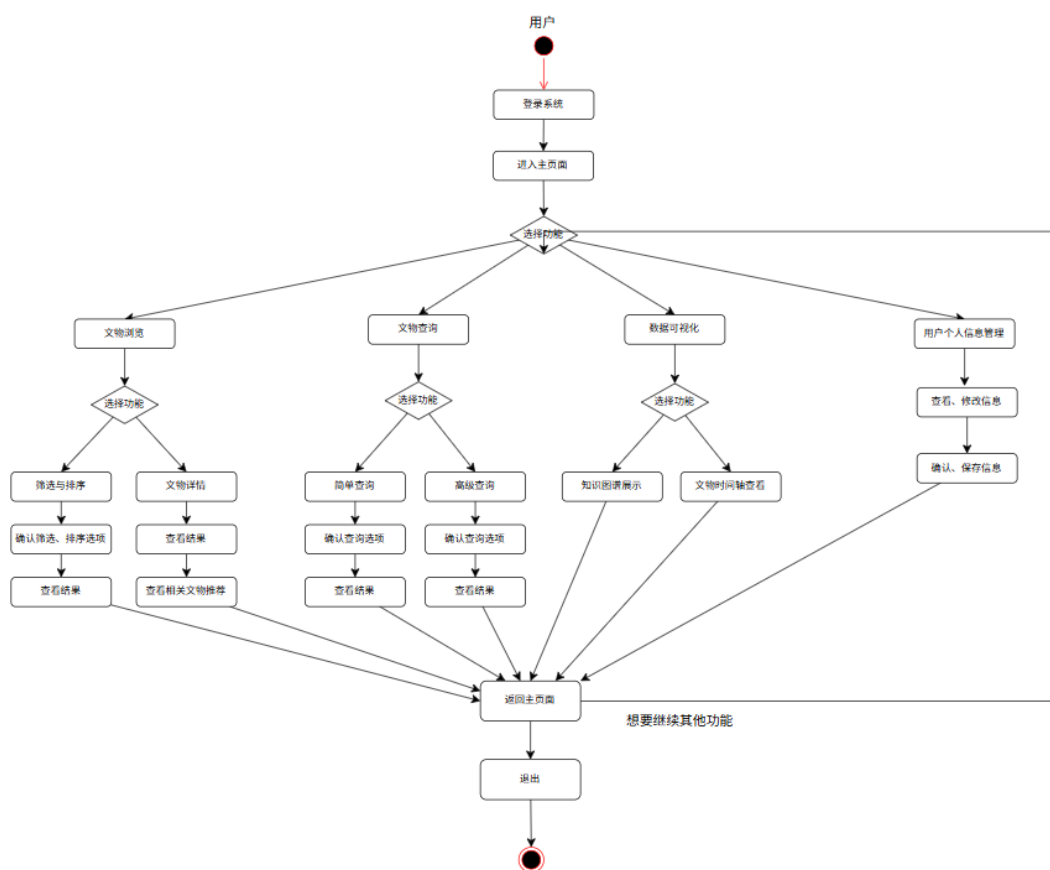 用户
登录系统
进入主页面
选择功能
文物浏览
文物查询
数据可视化
用户个人信息管理
选择功能
选择功能
选择功能
查看、修改信息
筛选与排序
文物详情
简单查询
高级查询
知识图谱展示
文物时间轴查看
确认、保存信息
确认筛选、排序选项
查看结果
确认查询选项
确认查询选项
查看结果
查看相关文物推荐
查看结果
查看结果
返回主页面
想要继续其他功能
退出